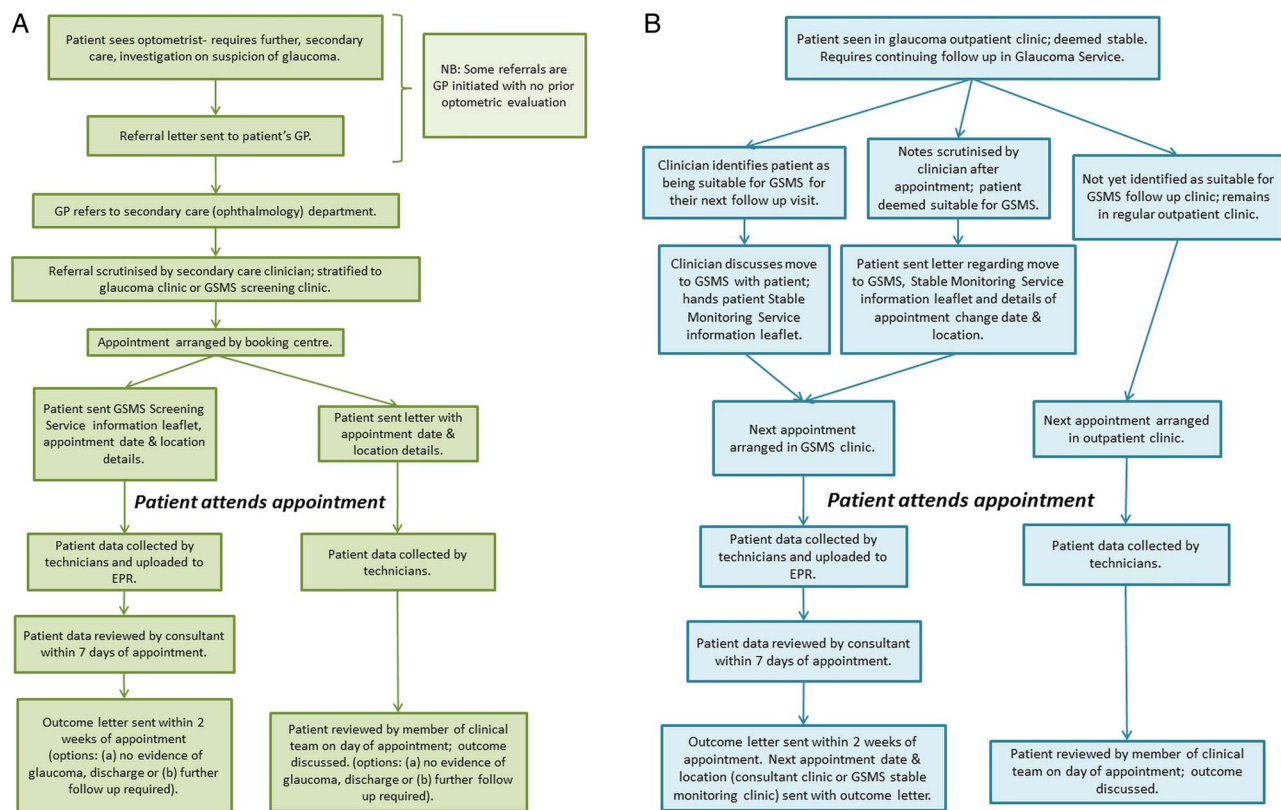 A
Patient sees optometrist- requires further, secondary
care, investigation on suspicion of glaucoma.
NB: Some referrals are
GP initiated with no prior
optometric evaluation
Referral letter sent to patient's GP.
GP refers to secondary care (ophthalmology) department.
Referral scrutinised by secondary care clinician; stratified to
glaucoma clinic or GSMS screening clinic.
Appointment arranged by booking centre.
Patient sent GSMS Screening
Service information leaflet,
appointment date & location
details.
Patient sent letter with
appointment date &
location details.
Patient attends appointment
Patient data collected by
technicians and uploaded to
EPR.
Patient data collected by
technicians.
Patient data reviewed by consultant
within 7 days of appointment.
Outcome letter sent within 2
weeks of appointment
(options: (a) no evidence of
glaucoma, discharge or (b) further
follow up required).
Patient reviewed by member of clinical
team on day of appointment; outcome
discussed. (options: (a) no evidence of
glaucoma, discharge or (b) further follow
up required).
B
Patient seen in glaucoma outpatient clinic; deemed stable.
Requires continuing follow up in Glaucoma Service.
Clinician identifies patient as
being suitable for GSMS for
their next follow up visit.
Notes scrutinised by
clinician after
appointment; patient
deemed suitable for GSMS.
Not yet identified as suitable for
GSMS follow up clinic; remains
in regular outpatient clinic.
Clinician discusses move
to GSMS with patient;
hands patient Stable
Monitoring Service
information leaflet.
Patient sent letter regarding move
to GSMS, Stable Monitoring Service
information leaflet and details of
appointment change date &
location.
Next appointment
arranged in GSMS clinic.
Next appointment arranged
in outpatient clinic.
Patient attends appointment
Patient data collected by
technicians and uploaded to
EPR.
Patient data collected by
technicians.
Patient data reviewed by consultant
within 7 days of appointment.
Outcome letter sent within 2 weeks of
appointment. Next appointment date &
location (consultant clinic or GSMS stable
monitoring clinic) sent with outcome letter.
Patient reviewed by member of clinical
team on day of appointment; outcome
discussed.